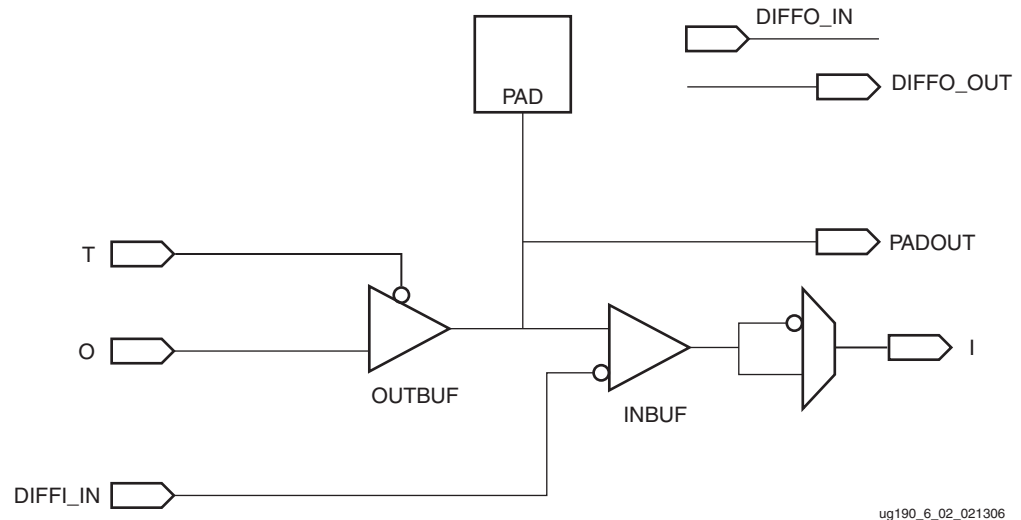 DIFFO_IN
DIFFO_OUT
PAD
PADOUT
T
O
I
OUTBUF
INBUF
DIFFI_IN
ug190_6_02_021306